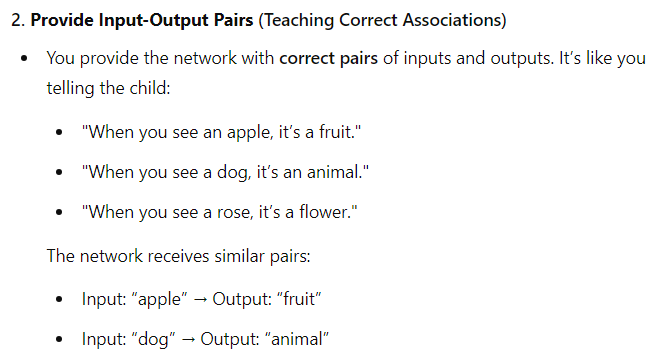 2. Provide Input-Output Pairs (Teaching Correct Associations)
• You provide the network with correct pairs of inputs and outputs. It’s like you
telling the child:
• "When you see an apple, it’s a fruit."
• "When you see a dog, it’s an animal."
• "When you see a rose, it’s a flower."
The network receives similar pairs:
• Input: “apple” → Output: “fruit”
• Input: “dog” → Output: “animal”